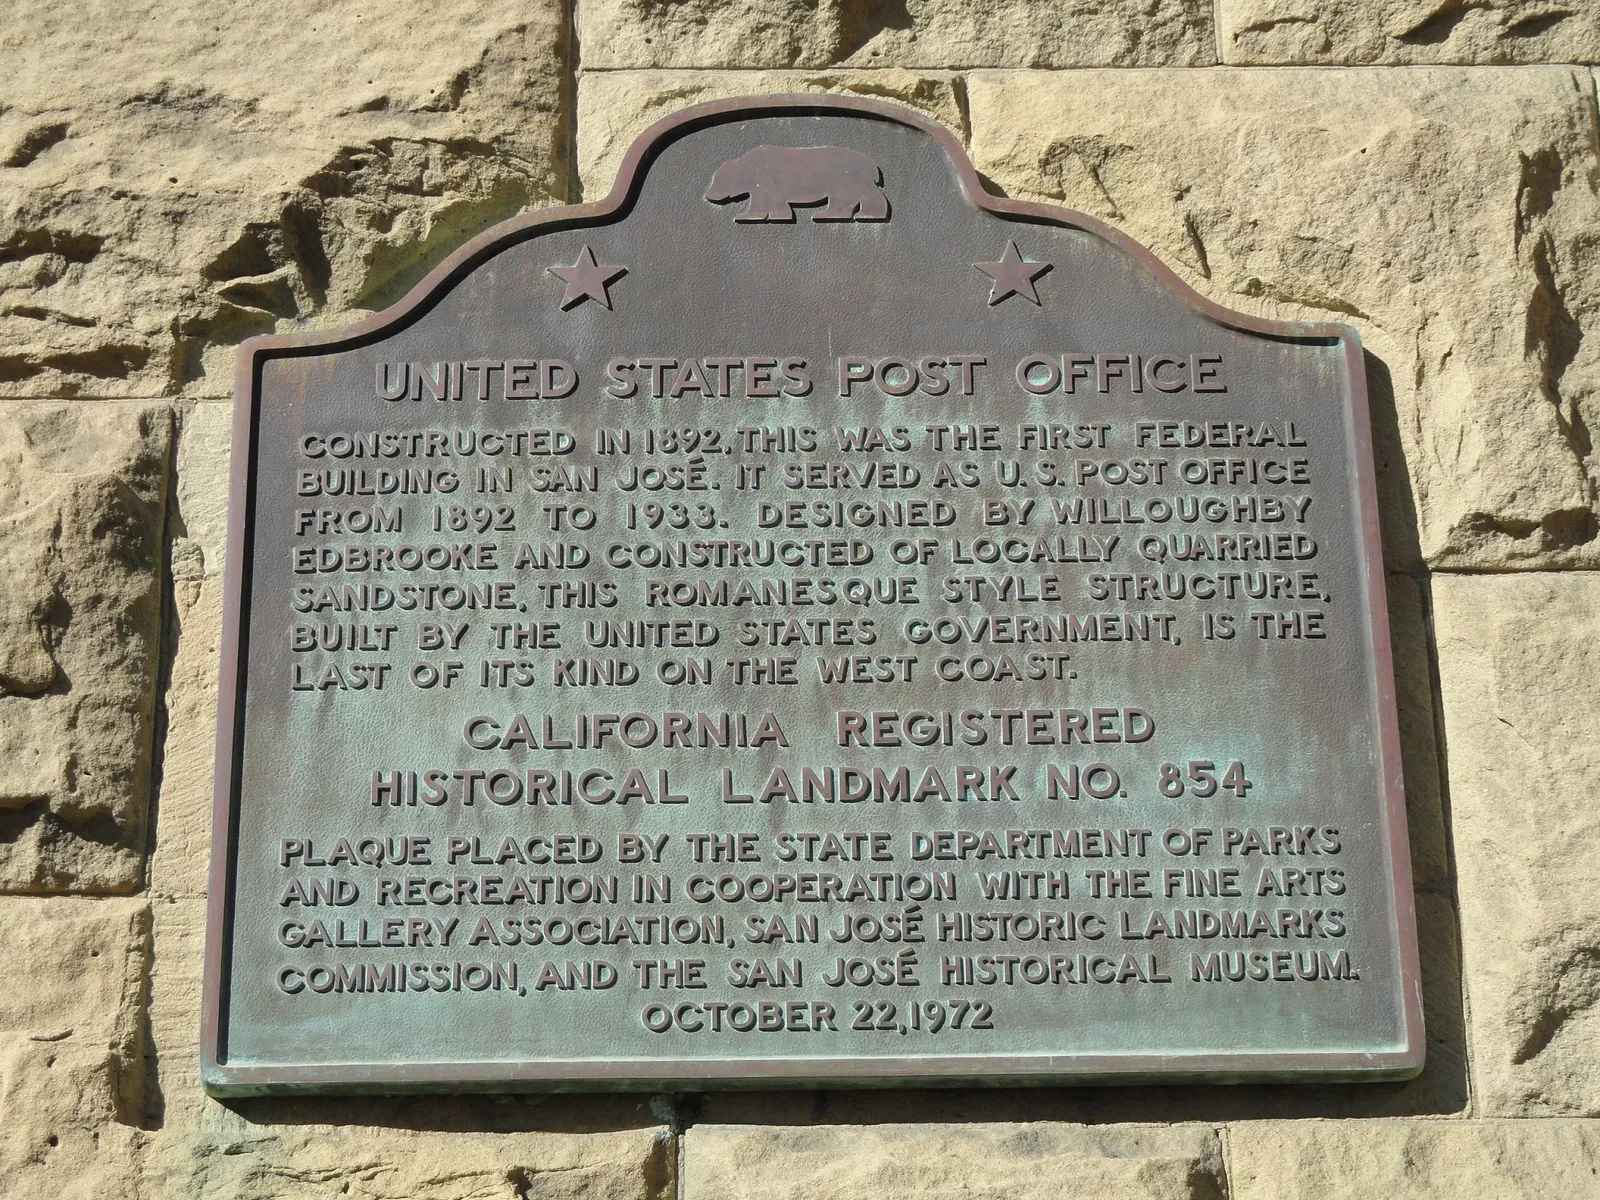 UNITED STATES POST OFFICE
CONSTRUCTED IN 1892, THIS WAS THE FIRST FEDERAL
BUILDING IN SAN JOSÉ. IT SERVED AS U.S. POST OFFICE
FROM 1892 TO 1933. DESIGNED BY WILLOUGHBY
EDBROOKE AND CONSTRUCTED OF LOCALLY QUARRIED
SANDSTONE, THIS ROMANESQUE STYLE STRUCTURE,
BUILT BY THE UNITED STATES GOVERNMENT, IS THE
LAST OF ITS KIND ON THE WEST COAST.
CALIFORNIA REGISTERED
HISTORICAL LANDMARK NO. 854
PLAQUE PLACED BY THE STATE DEPARTMENT OF PARKS
AND RECREATION IN COOPERATION WITH THE FINE ARTS
GALLERY ASSOCIATION, SAN JOSÉ HISTORIC LANDMARKS
COMMISSION, AND THE SAN JOSÉ HISTORICAL MUSEUM.
OCTOBER 22, 1972